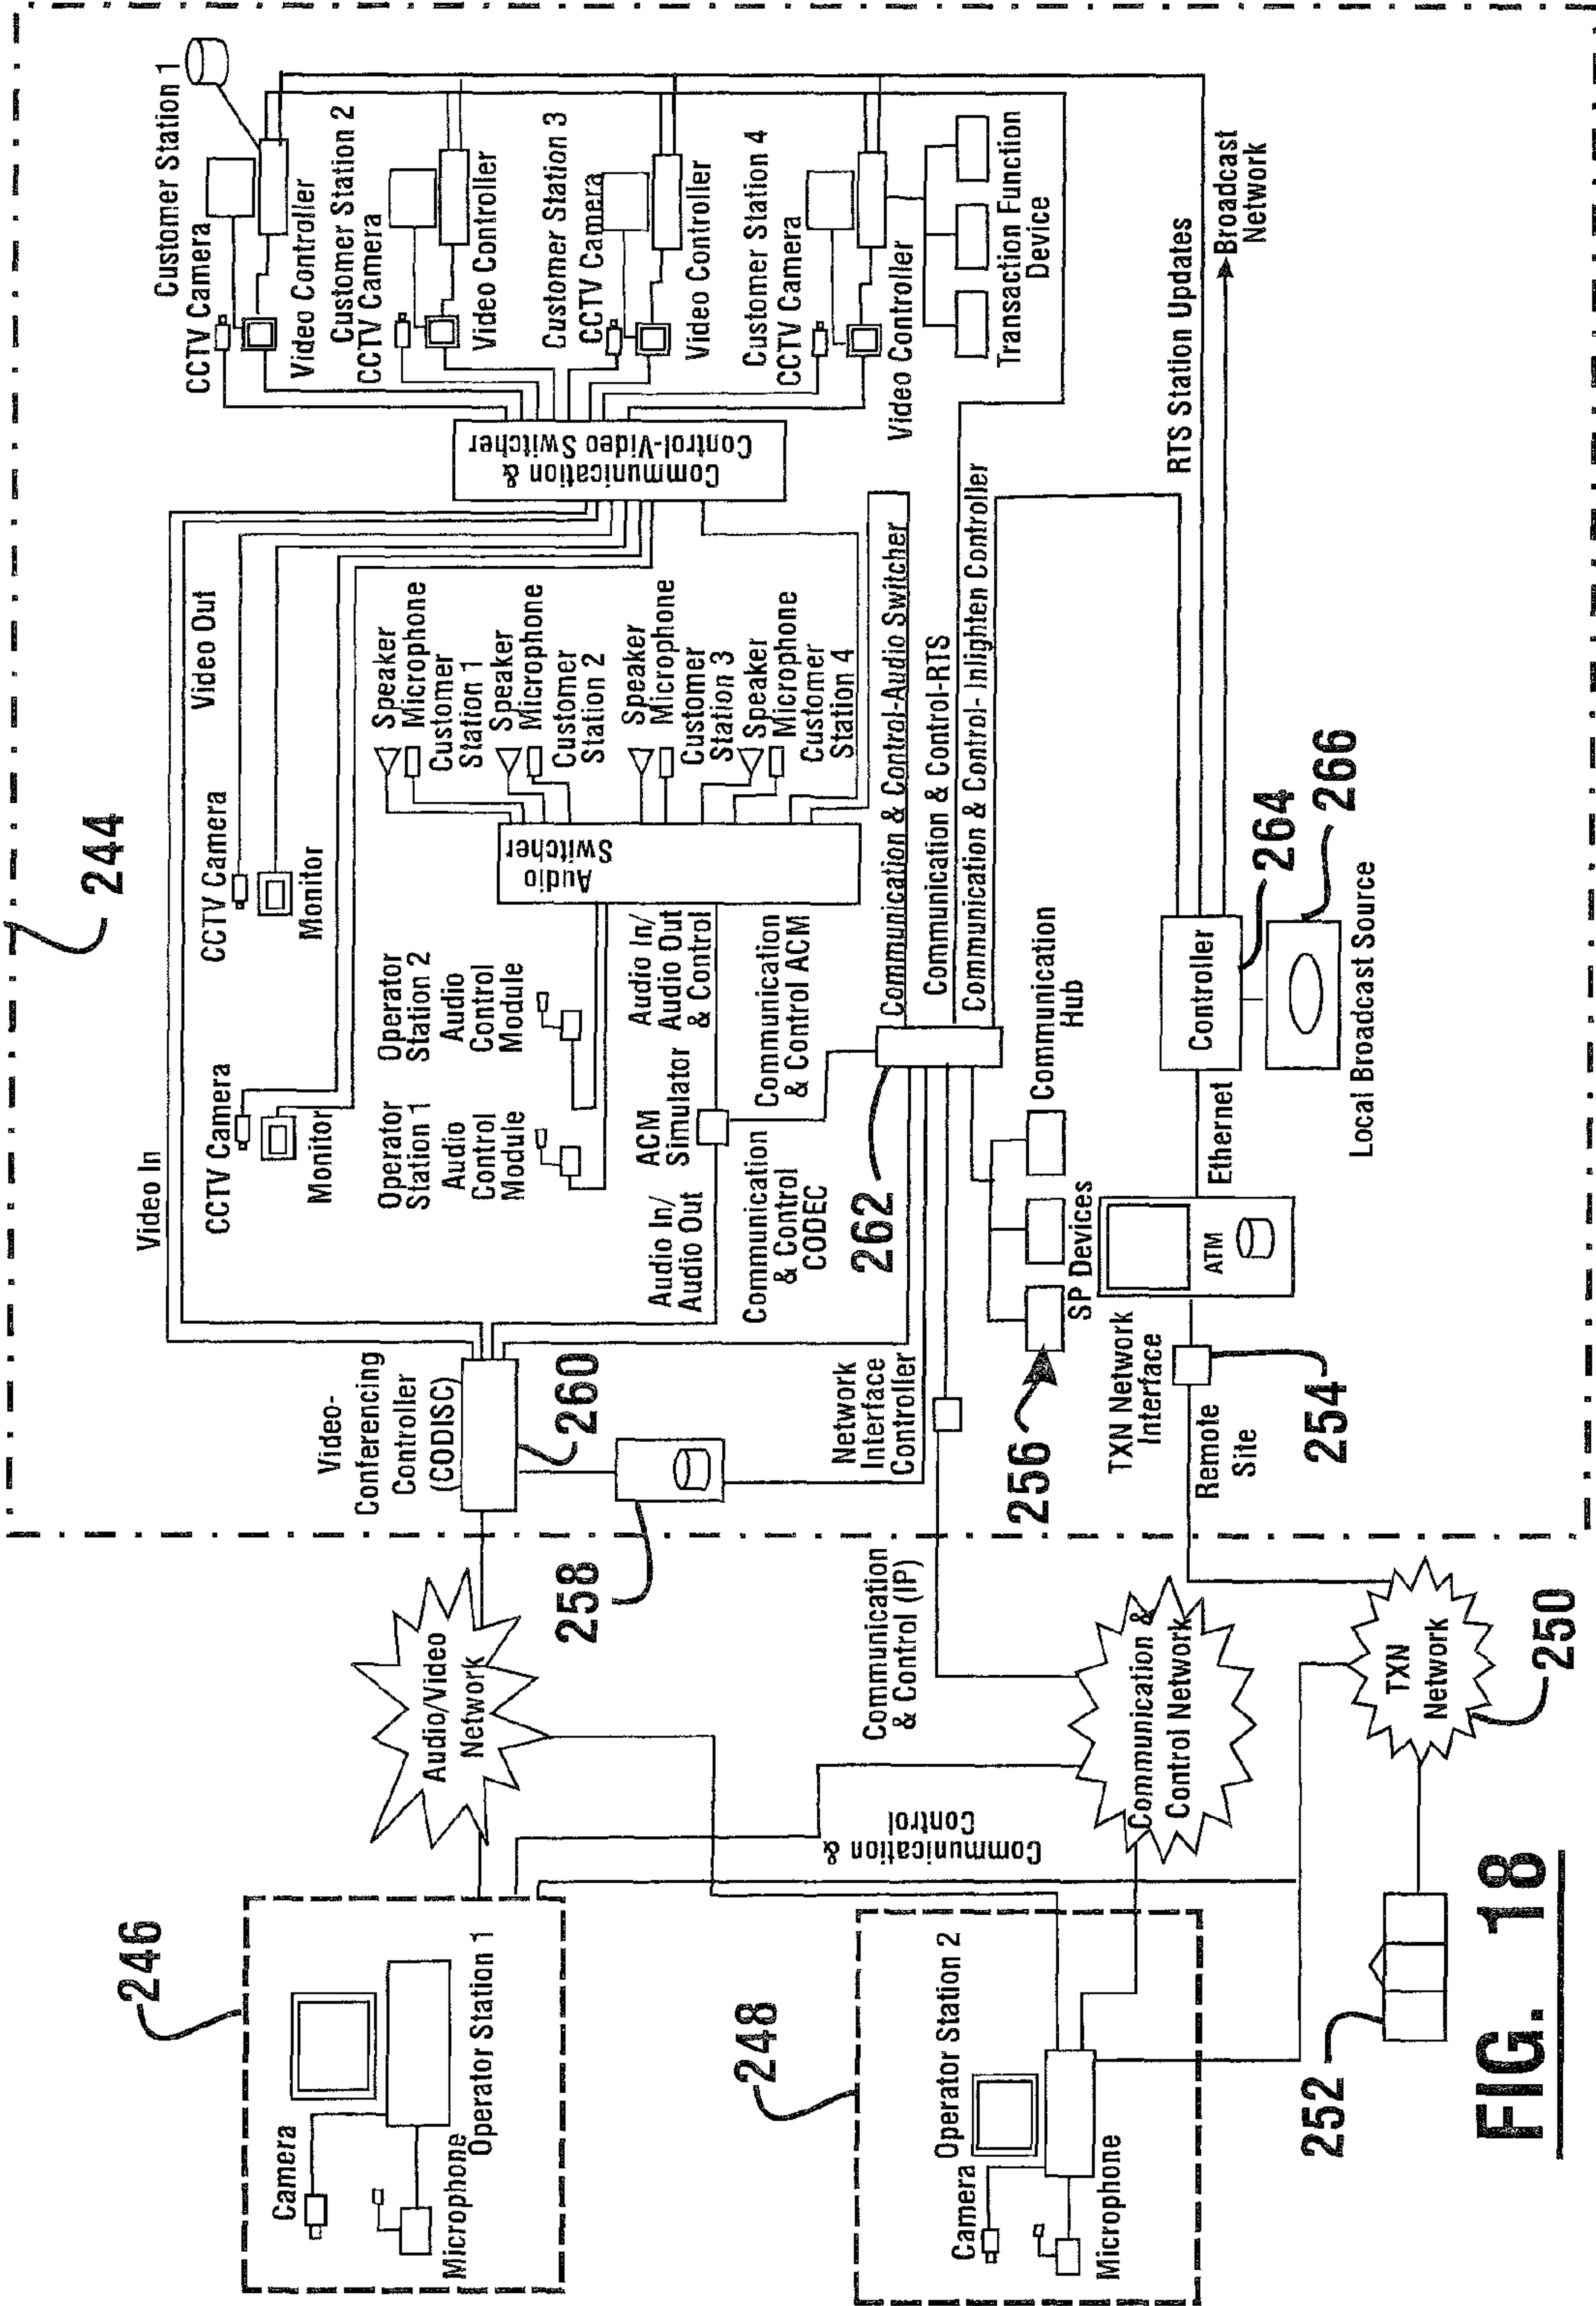 244
Video In
Video Out
CCTV Camera
Monitor
CCTV Camera
Monitor
Customer Station 1
CCTV Camera
Video Controller
Customer Station 2
CCTV Camera
Video Controller
Customer Station 3
CCTV Camera
Video Controller
Customer Station 4
CCTV Camera
Video Controller
Transaction Function
Device
Communication &
Control-Video Switcher
Speaker
Microphone
Customer
Station 1
Speaker
Microphone
Customer
Station 2
Speaker
Microphone
Customer
Station 3
Speaker
Microphone
Customer
Station 4
Audio
Switcher
Operator
Station 1
Audio
Control
Module
Operator
Station 2
Audio
Control
Module
Audio In/
Audio Out
& Control
ACM
Simulator
Audio In/
Audio Out
Communication
& Control ACM
Communication
& Control
CODEC
262
Communication & Control-Audio Switcher
Communication & Control-RTS
Communication & Control- Inlighten Controller
Communication
Hub
SP Devices
256
RTS Station Updates
Broadcast
Network
Controller
264
266
Local Broadcast Source
Ethernet
ATM
TXN Network
Interface
Remote
Site
254
Video-
Conferencing
Controller
(CODISC)
260
258
Network
Interface
Controller
Audio/Video
Network
Communication
& Control (IP)
Communication &
Control Network
Communication &
Control
TXN
Network
250
252
246
Camera
Microphone
Operator Station 1
248
Operator Station 2
Camera
Microphone
FIG. 18